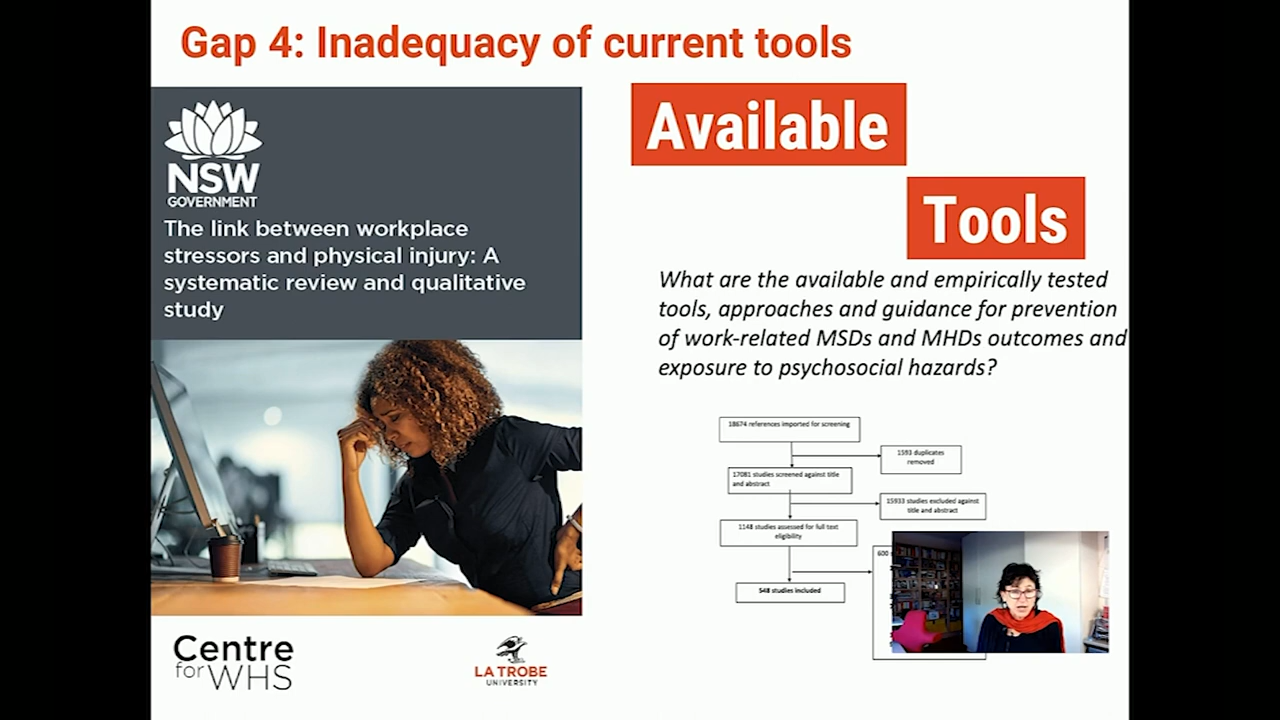 Gap 4: Inadequacy of current tools
NSW
GOVERNMENT
The link between workplace
stressors and physical injury: A
systematic review and qualitative
study
Centre
for WHS
LA TROBE
UNIVERSITY
Available
Tools
What are the available and empirically tested
tools, approaches and guidance for prevention
of work-related MSDs and MHDs outcomes and
exposure to psychosocial hazards?
18674 references imported for screening
1593 duplicates
removed
17081 studies screened against title
and abstract
15933 studies excluded against
title and abstract
1148 studies assessed for full text
eligibility
600
548 studies included